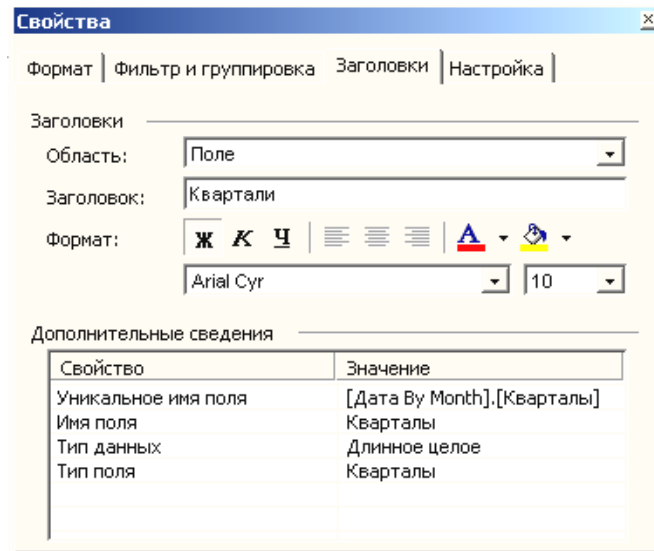 Свойства
Формат Фильтр и группировка Заголовки Настройка
Заголовки
Область: Поле
Заголовок: Квартали
Формат: Ж К Ч A
Arial Cyr 10
Дополнительные сведения
Свойство Значение
Уникальное имя поля [Дата By Month].[Кварталы]
Имя поля Кварталы
Тип данных Длинное целое
Тип поля Кварталы